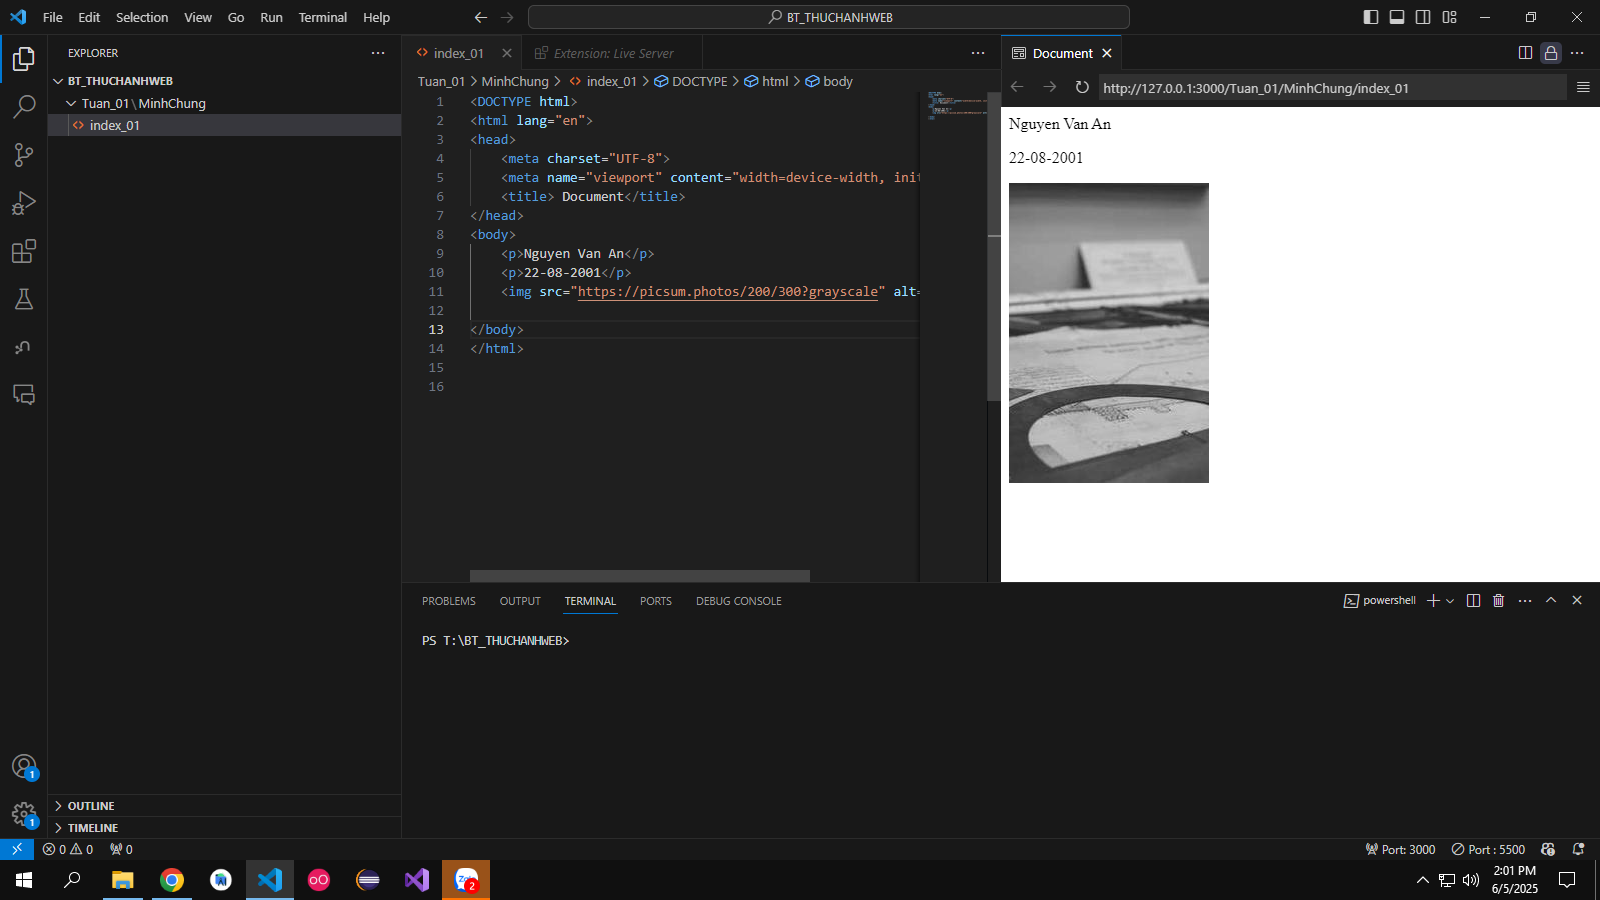 File Edit Selection View Go Run Terminal Help
BT_THUCHANHWEB
EXPLORER
BT_THUCHANHWEB
Tuan_01\MinhChung
index_01
OUTLINE
TIMELINE
index_01
Extension: Live Server
Tuan_01 > MinhChung > index_01 > DOCTYPE > html > body
1 <DOCTYPE html>
2 <html lang="en">
3 <head>
4 <meta charset="UTF-8">
5 <meta name="viewport" content="width=device-width, init
6 <title> Document</title>
7 </head>
8 <body>
9 <p>Nguyen Van An</p>
10 <p>22-08-2001</p>
11 <img src="https://picsum.photos/200/300?grayscale" alt=
12
13 </body>
14 </html>
15
16
Document
http://127.0.0.1:3000/Tuan_01/MinhChung/index_01
Nguyen Van An
22-08-2001
PROBLEMS OUTPUT TERMINAL PORTS DEBUG CONSOLE
powershell
PS T:\BT_THUCHANHWEB>
1
1
0 0 0
Port: 3000 Port : 5500
2
2:01 PM
6/5/2025